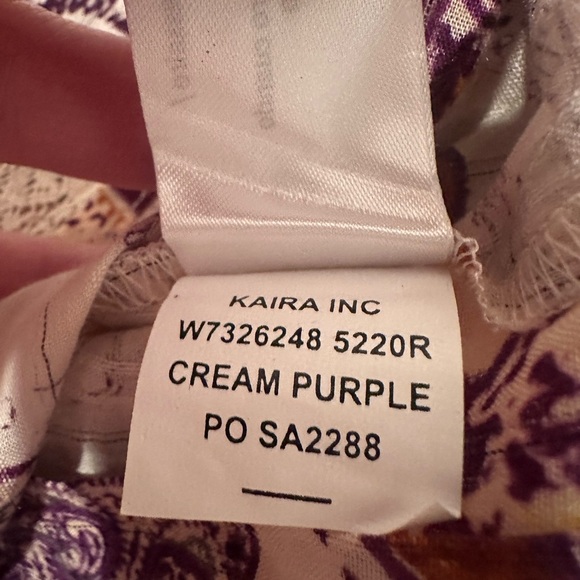 KAIRA INC
W7326248 5220R
CREAM PURPLE
PO SA2288